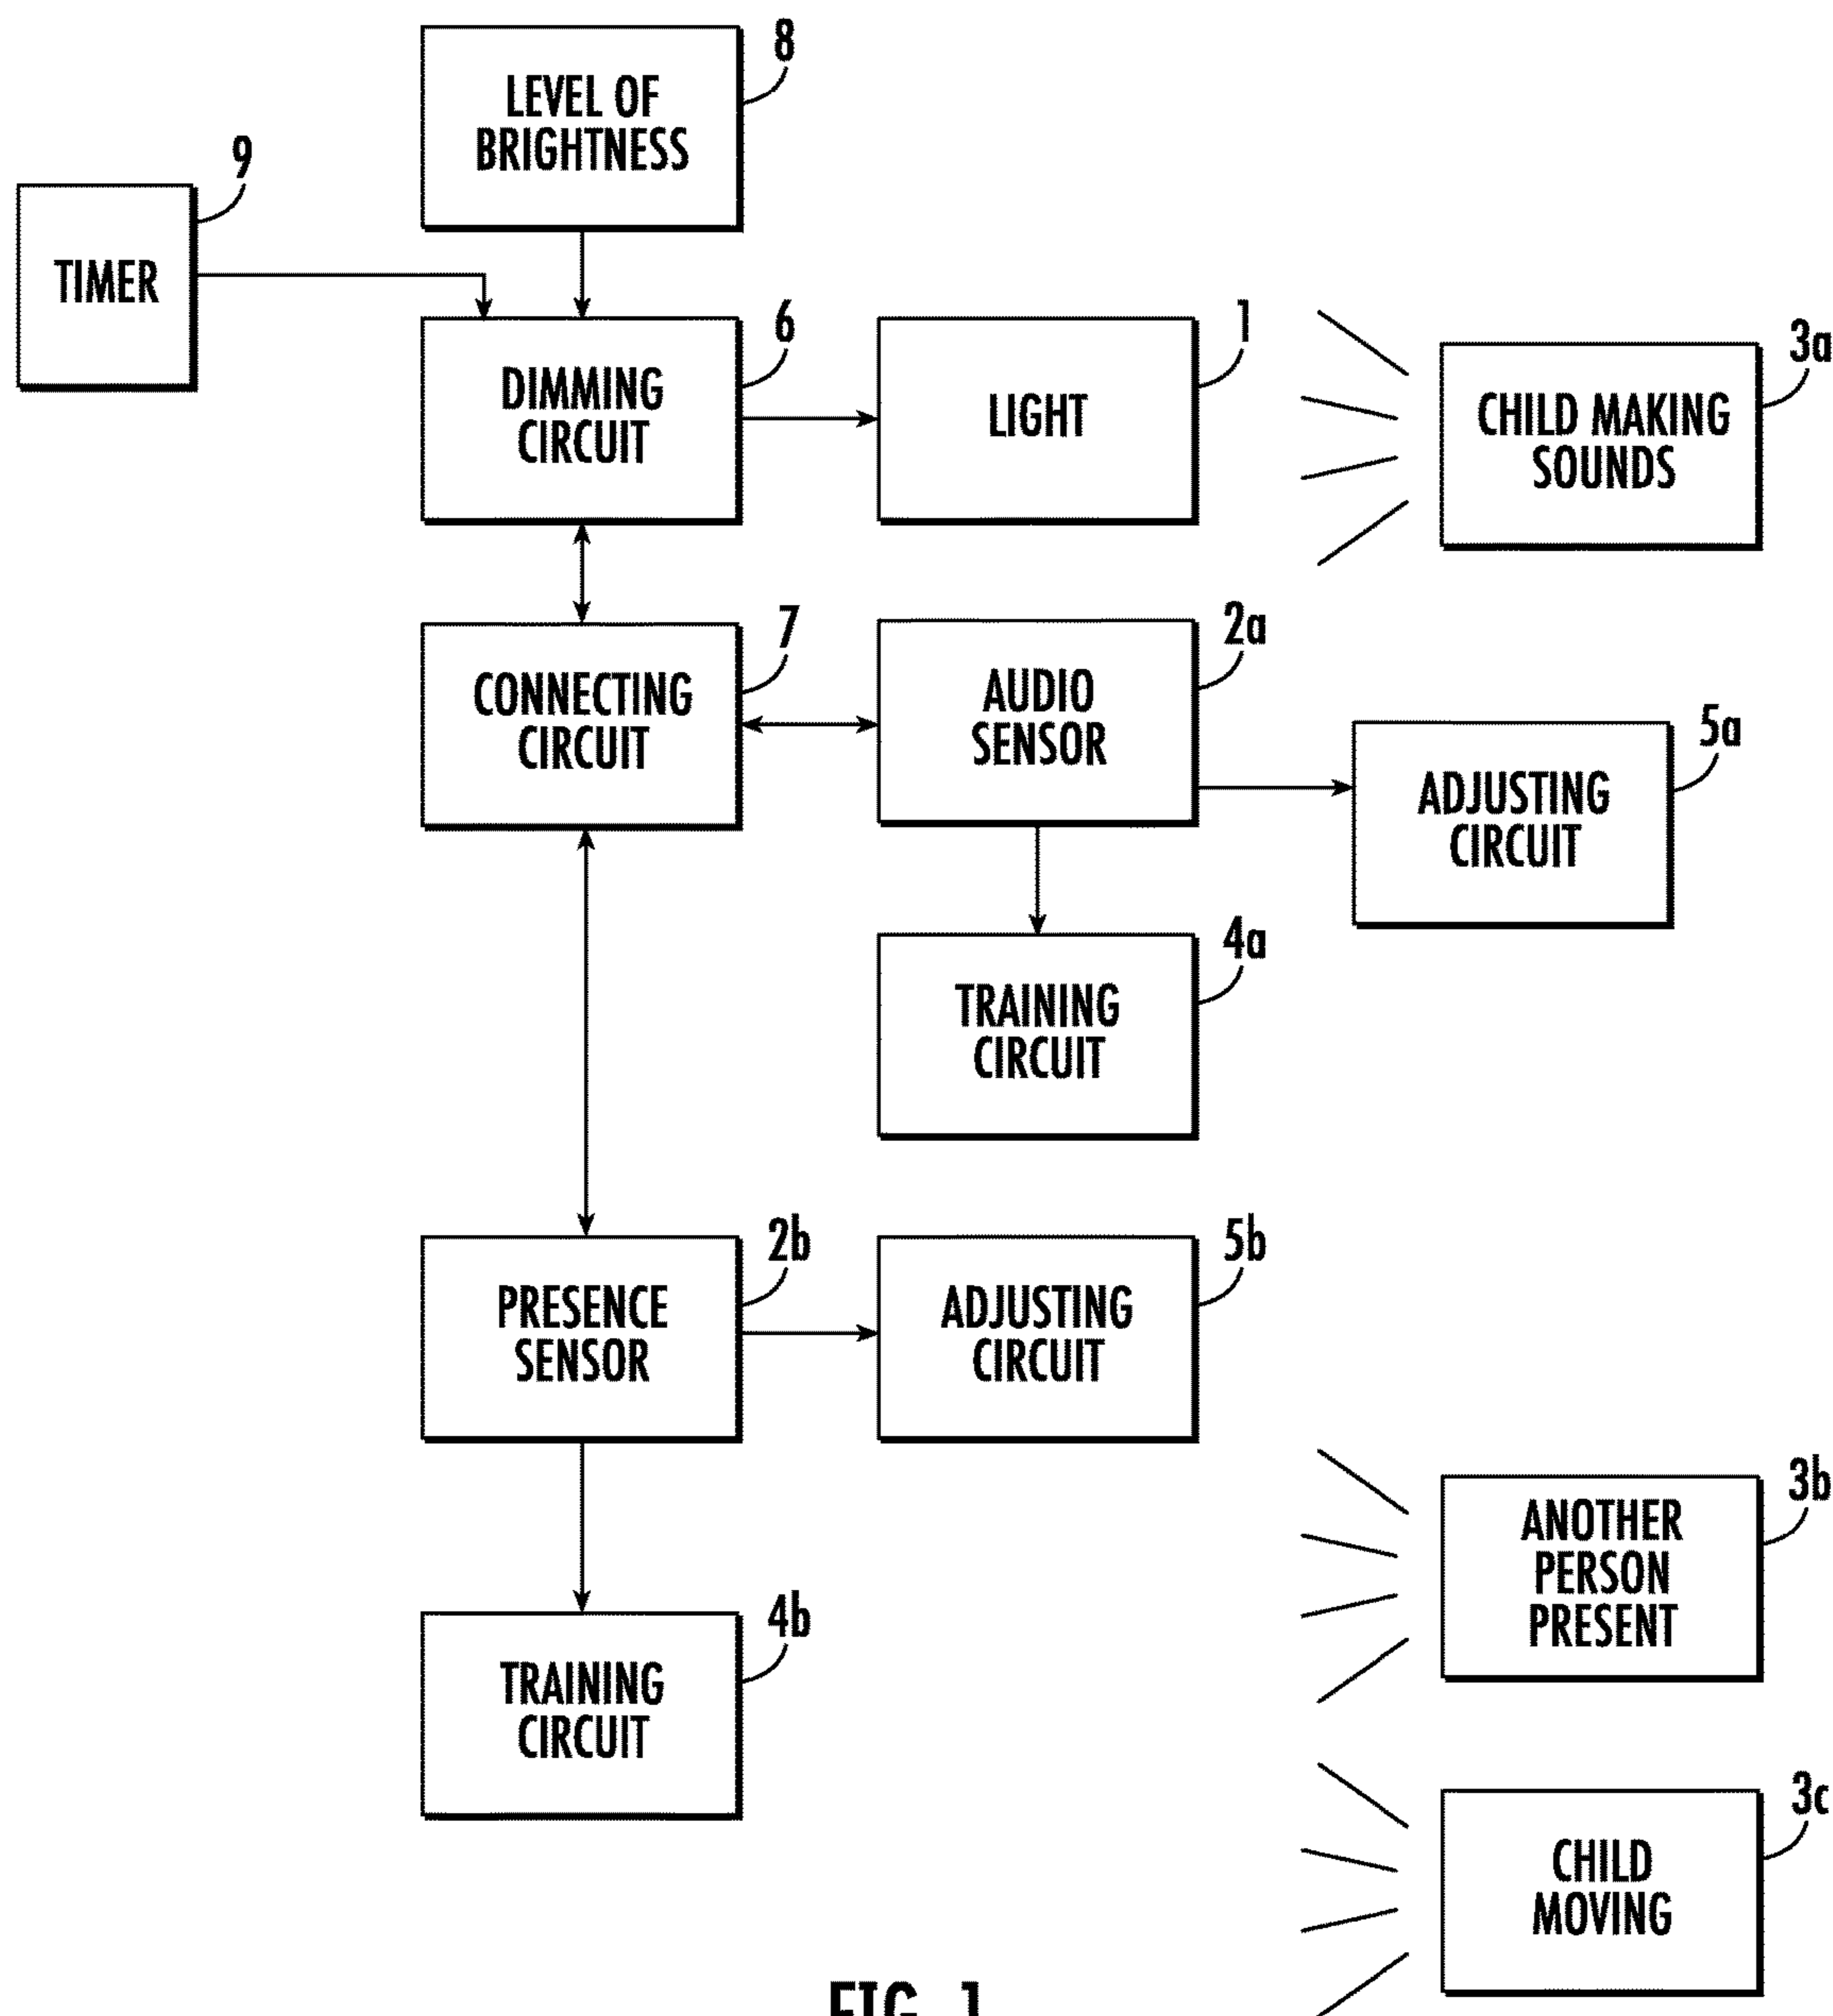 8
LEVEL OF
BRIGHTNESS
9
TIMER
6
DIMMING
CIRCUIT
1
LIGHT
3a
CHILD MAKING
SOUNDS
7
CONNECTING
CIRCUIT
2a
AUDIO
SENSOR
5a
ADJUSTING
CIRCUIT
4a
TRAINING
CIRCUIT
2b
PRESENCE
SENSOR
5b
ADJUSTING
CIRCUIT
3b
ANOTHER
PERSON
PRESENT
4b
TRAINING
CIRCUIT
3c
CHILD
MOVING
FIG. 1